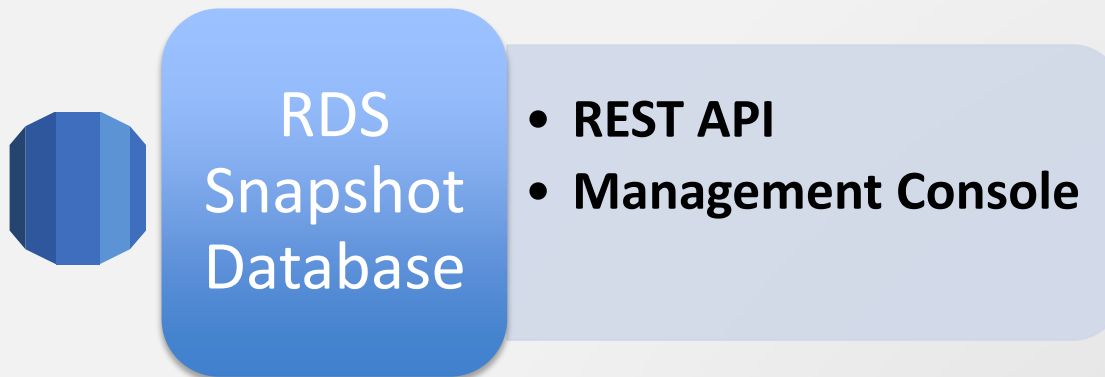 RDS
Snapshot
Database
• REST API
• Management Console